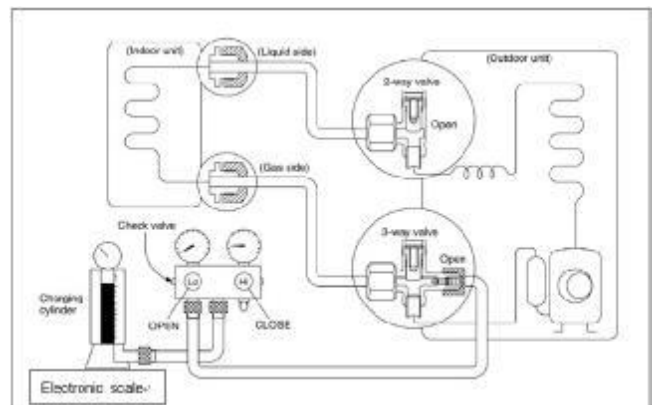 (Indoor unit)
(Liquid side)
(Outdoor unit)
2-way valve
Open
(Gas side)
3-way valve
Open
Check valve
Lo
Hi
Charging
cylinder
OPEN
CLOSE
Electronic scale